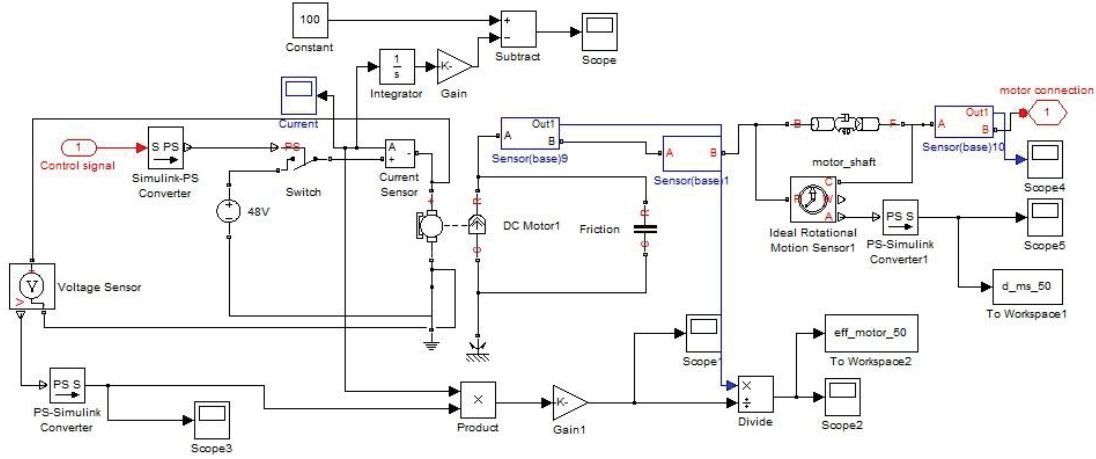 100
Constant
+
−
Subtract
Scope
1
s
Integrator
K-
Gain
Current
1
Control signal
S PS
Simulink-PS
Converter
PS
Switch
A
+
-
Current
Sensor
48V
Voltage Sensor
V
V
+
DC Motor1
R
C
Friction
R
C
A
Out1
B
Sensor(base)9
A
B
Sensor(base)1
B
F
motor_shaft
R
C
W
A
Ideal Rotational
Motion Sensor1
PS S
PS-Simulink
Converter1
A
Out1
B
Sensor(base)10
motor connection
1
Scope4
Scope5
d_ms_50
To Workspace1
PS S
PS-Simulink
Converter
Scope3
×
Product
K-
Gain1
Scope1
×
÷
Divide
eff_motor_50
To Workspace2
Scope2